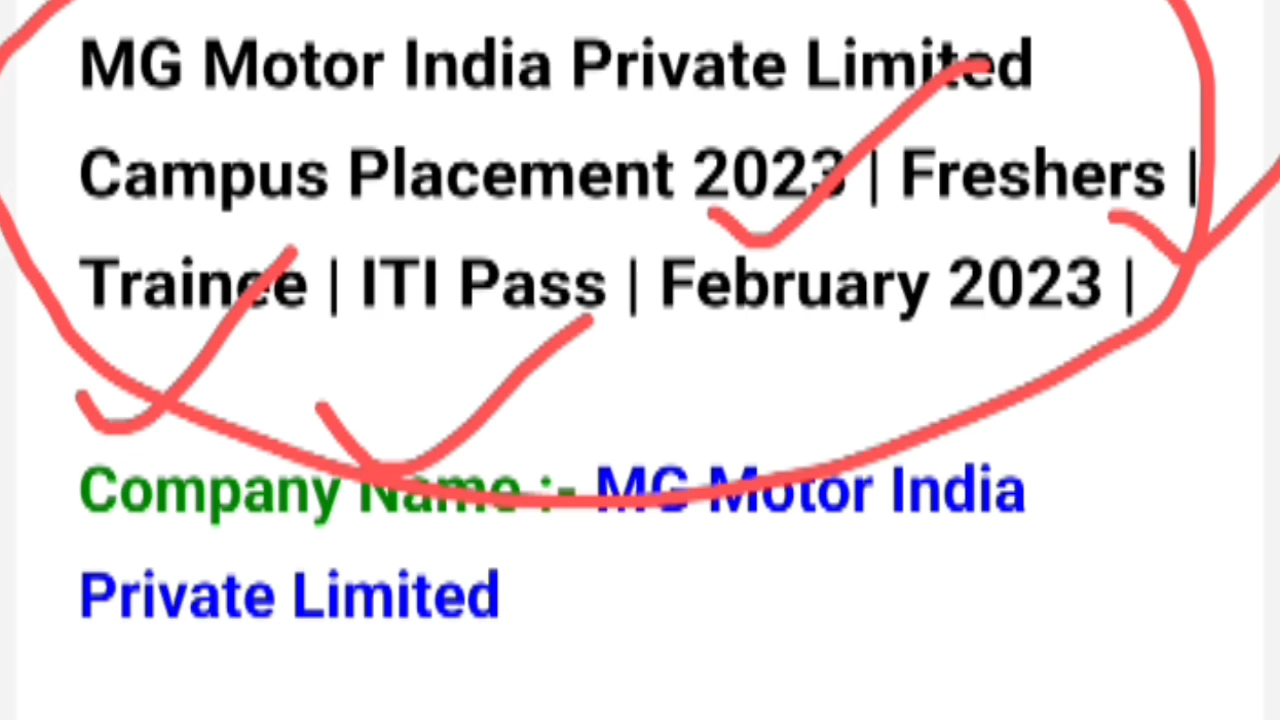 MG Motor India Private Limited
Campus Placement 2023 | Freshers |
Trainee | ITI Pass | February 2023 |
Company Name :- MG Motor India
Private Limited